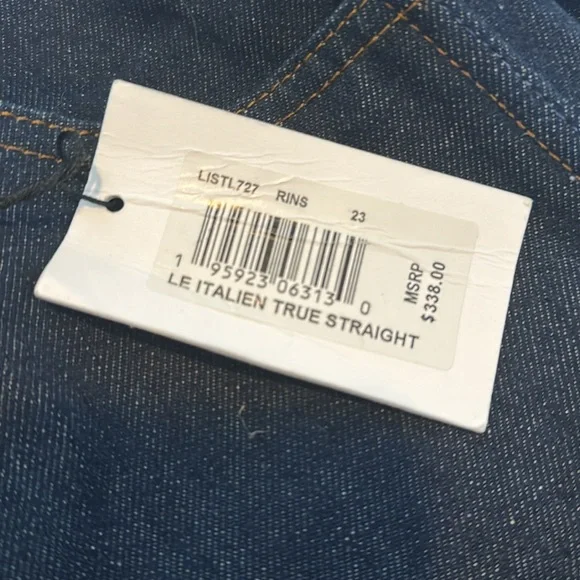 LISTL727 RINS 23
1 95923 06313 0
LE ITALIEN TRUE STRAIGHT
MSRP
$338.00